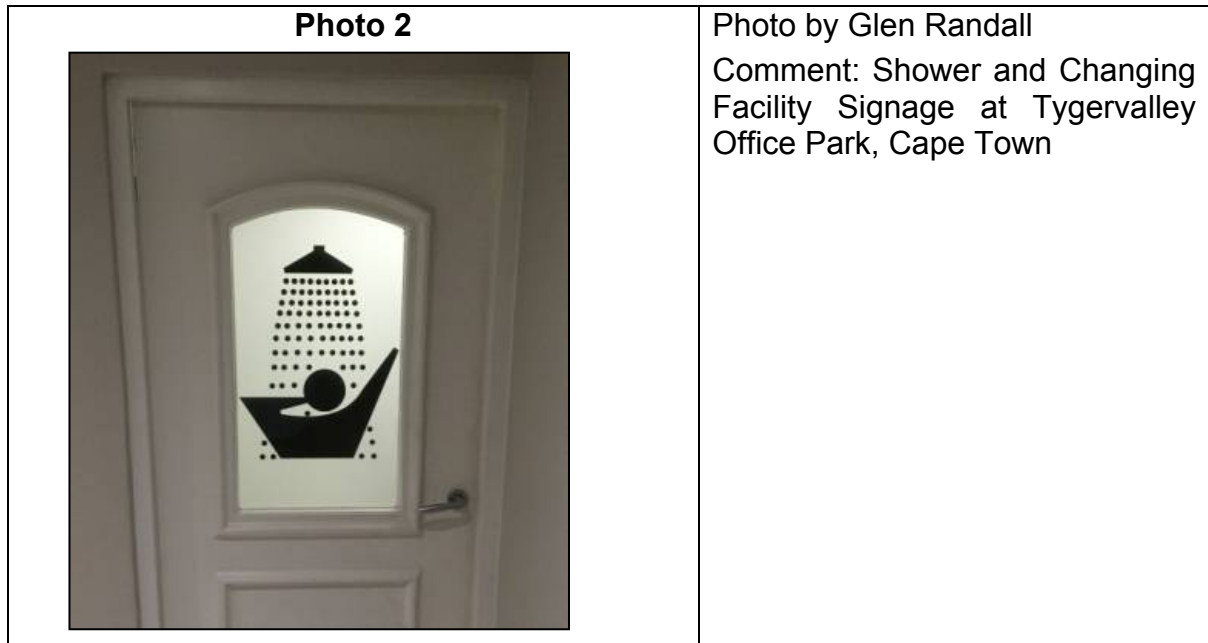 Photo 2
Photo by Glen Randall
Comment: Shower and Changing
Facility Signage at Tygervalley
Office Park, Cape Town